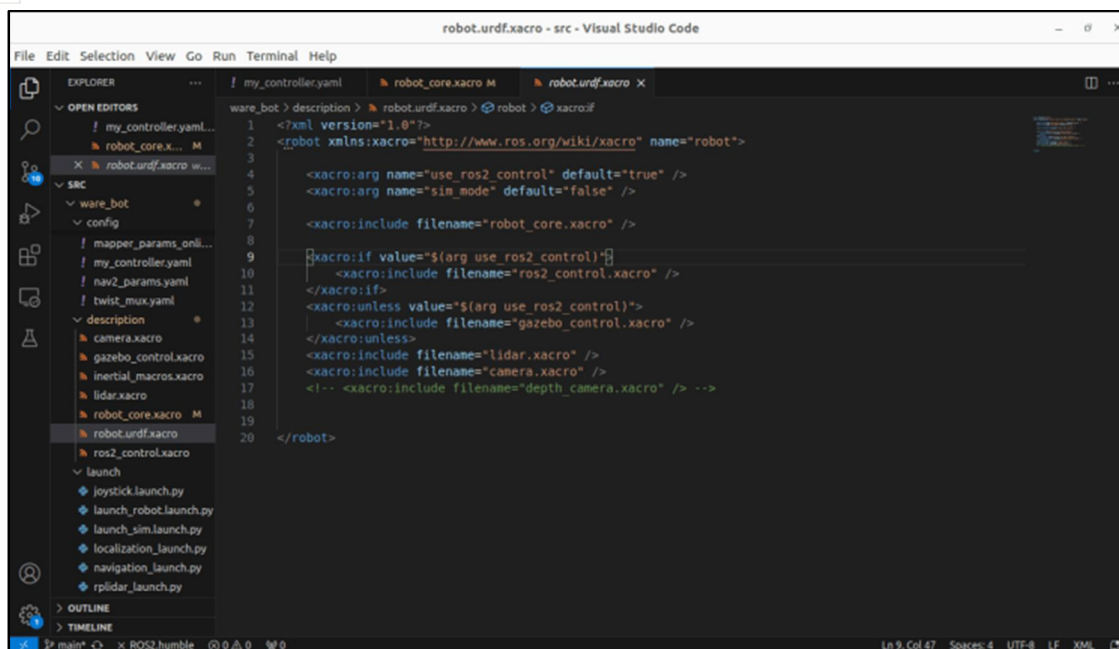 robot.urdf.xacro - src - Visual Studio Code
File Edit Selection View Go Run Terminal Help
EXPLORER
OPEN EDITORS
! my_controller.yaml...
robot_core.x... M
robot.urdf.xacro w...
SRC
ware_bot
config
! mapper_params_onli...
! my_controller.yaml
! nav2_params.yaml
! twist_mux.yaml
description
camera.xacro
gazebo_control.xacro
inertial_macros.xacro
lidar.xacro
robot_core.xacro M
robot.urdf.xacro
ros2_control.xacro
launch
joystick.launch.py
launch_robot.launch.py
launch_sim.launch.py
localization_launch.py
navigation_launch.py
rplidar_launch.py
OUTLINE
TIMELINE
10
1
! my_controller.yaml robot_core.xacro M robot.urdf.xacro
ware_bot > description > robot.urdf.xacro > robot > xacro:if
1 <?xml version="1.0"?>
2 <robot xmlns:xacro="http://www.ros.org/wiki/xacro" name="robot">
3
4 <xacro:arg name="use_ros2_control" default="true" />
5 <xacro:arg name="sim_mode" default="false" />
6
7 <xacro:include filename="robot_core.xacro" />
8
9 <xacro:if value="$(arg use_ros2_control)">
10 <xacro:include filename="ros2_control.xacro" />
11 </xacro:if>
12 <xacro:unless value="$(arg use_ros2_control)">
13 <xacro:include filename="gazebo_control.xacro" />
14 </xacro:unless>
15 <xacro:include filename="lidar.xacro" />
16 <xacro:include filename="camera.xacro" />
17 <!-- <xacro:include filename="depth_camera.xacro" /> -->
18
19
20 </robot>
main* ROS2.humble 0 0 0 Ln 9, Col 47 Spaces: 4 UTF-8 LF XML